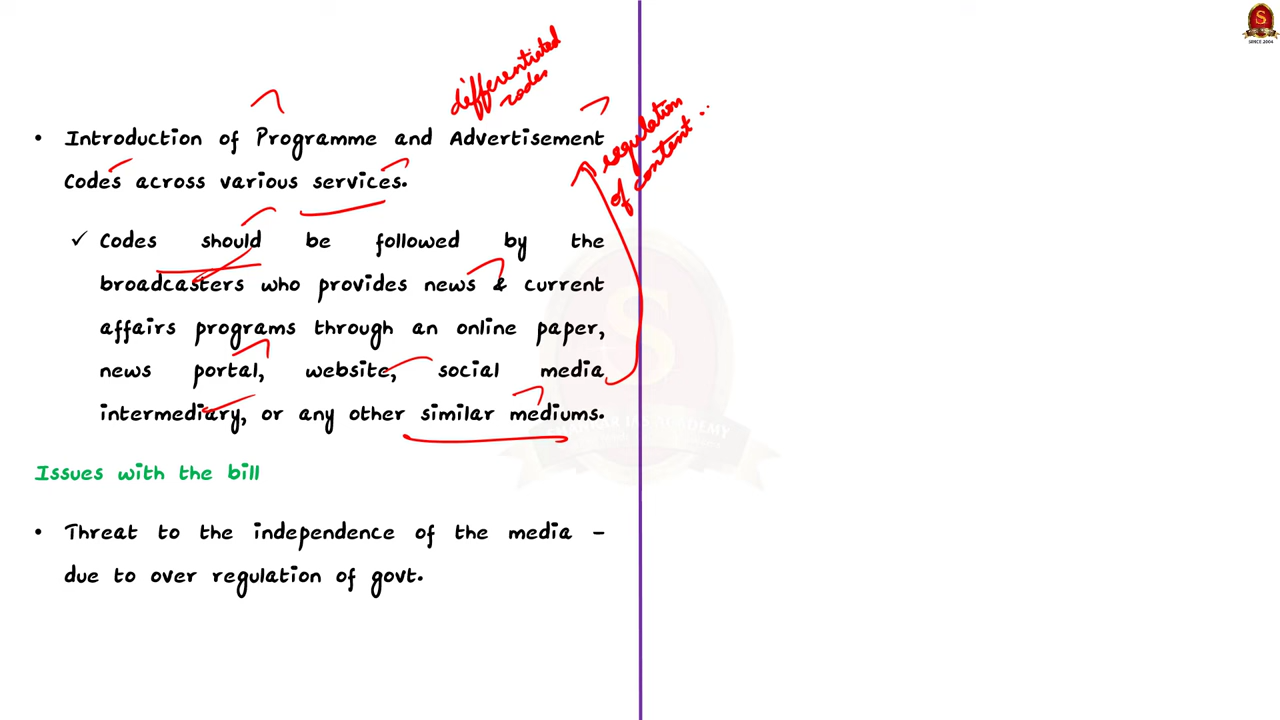 S
SINCE 2004
differentiated
codes
regulation
of content ..
• Introduction of Programme and Advertisement
Codes across various services.
✓ Codes should be followed by the
broadcasters who provides news & current
affairs programs through an online paper,
news portal, website, social media
intermediary, or any other similar mediums.
Issues with the bill
• Threat to the independence of the media -
due to over regulation of govt.